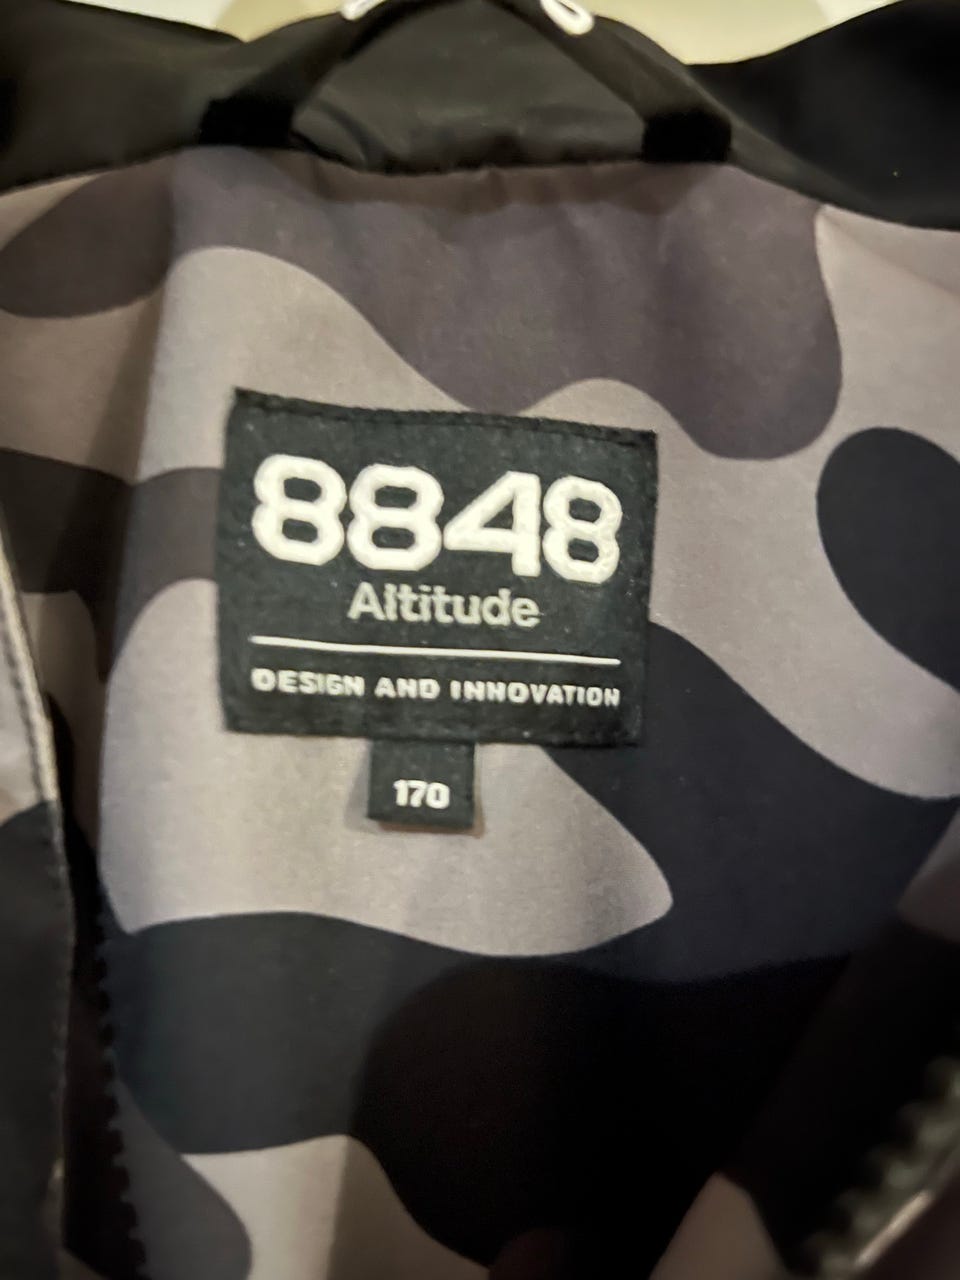 8848
Altitude
DESIGN AND INNOVATION
170